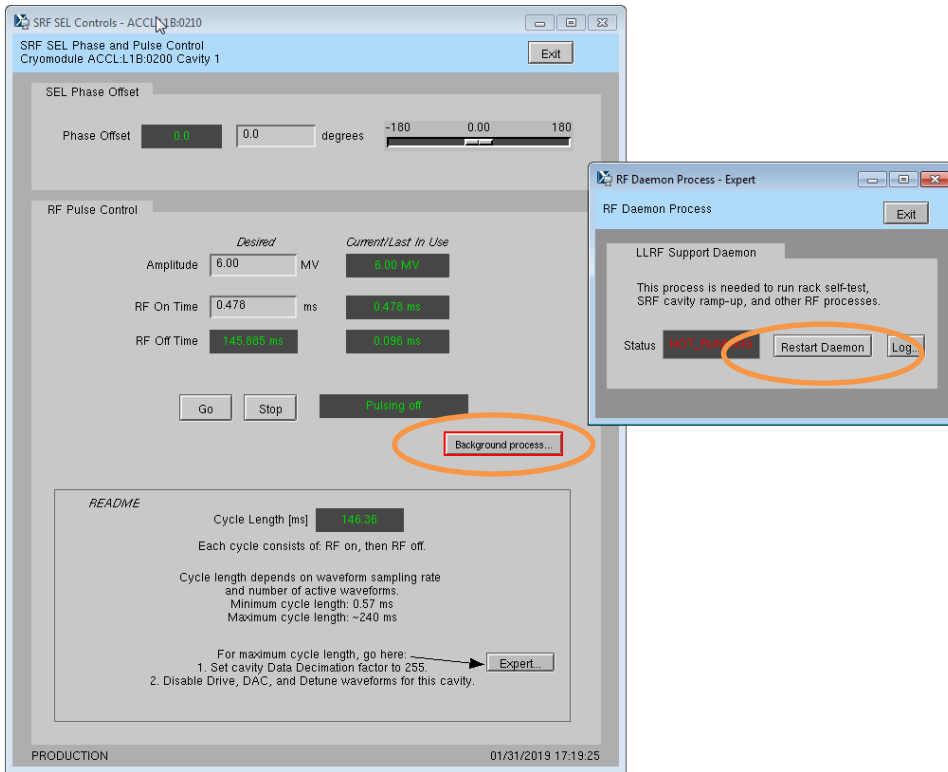 SRF SEL Controls - ACCL:L1B:0210
SRF SEL Phase and Pulse Control
Cryomodule ACCL:L1B:0200 Cavity 1
Exit
SEL Phase Offset
Phase Offset 0.0 0.0 degrees -180 0.00 180
RF Pulse Control
Desired Current/Last In Use
Amplitude 6.00 MV 6.00 MV
RF On Time 0.478 ms 0.478 ms
RF Off Time 145.885 ms 0.096 ms
Go Stop Pulsing off
Background process...
README
Cycle Length [ms] 146.36
Each cycle consists of: RF on, then RF off.
Cycle length depends on waveform sampling rate
and number of active waveforms.
Minimum cycle length: 0.57 ms
Maximum cycle length: ~240 ms
For maximum cycle length, go here:
1. Set cavity Data Decimation factor to 255.
Expert...
2. Disable Drive, DAC, and Detune waveforms for this cavity.
PRODUCTION 01/31/2019 17:19:25
RF Daemon Process - Expert
RF Daemon Process
Exit
LLRF Support Daemon
This process is needed to run rack self-test,
SRF cavity ramp-up, and other RF processes.
Status Restart Daemon Log...